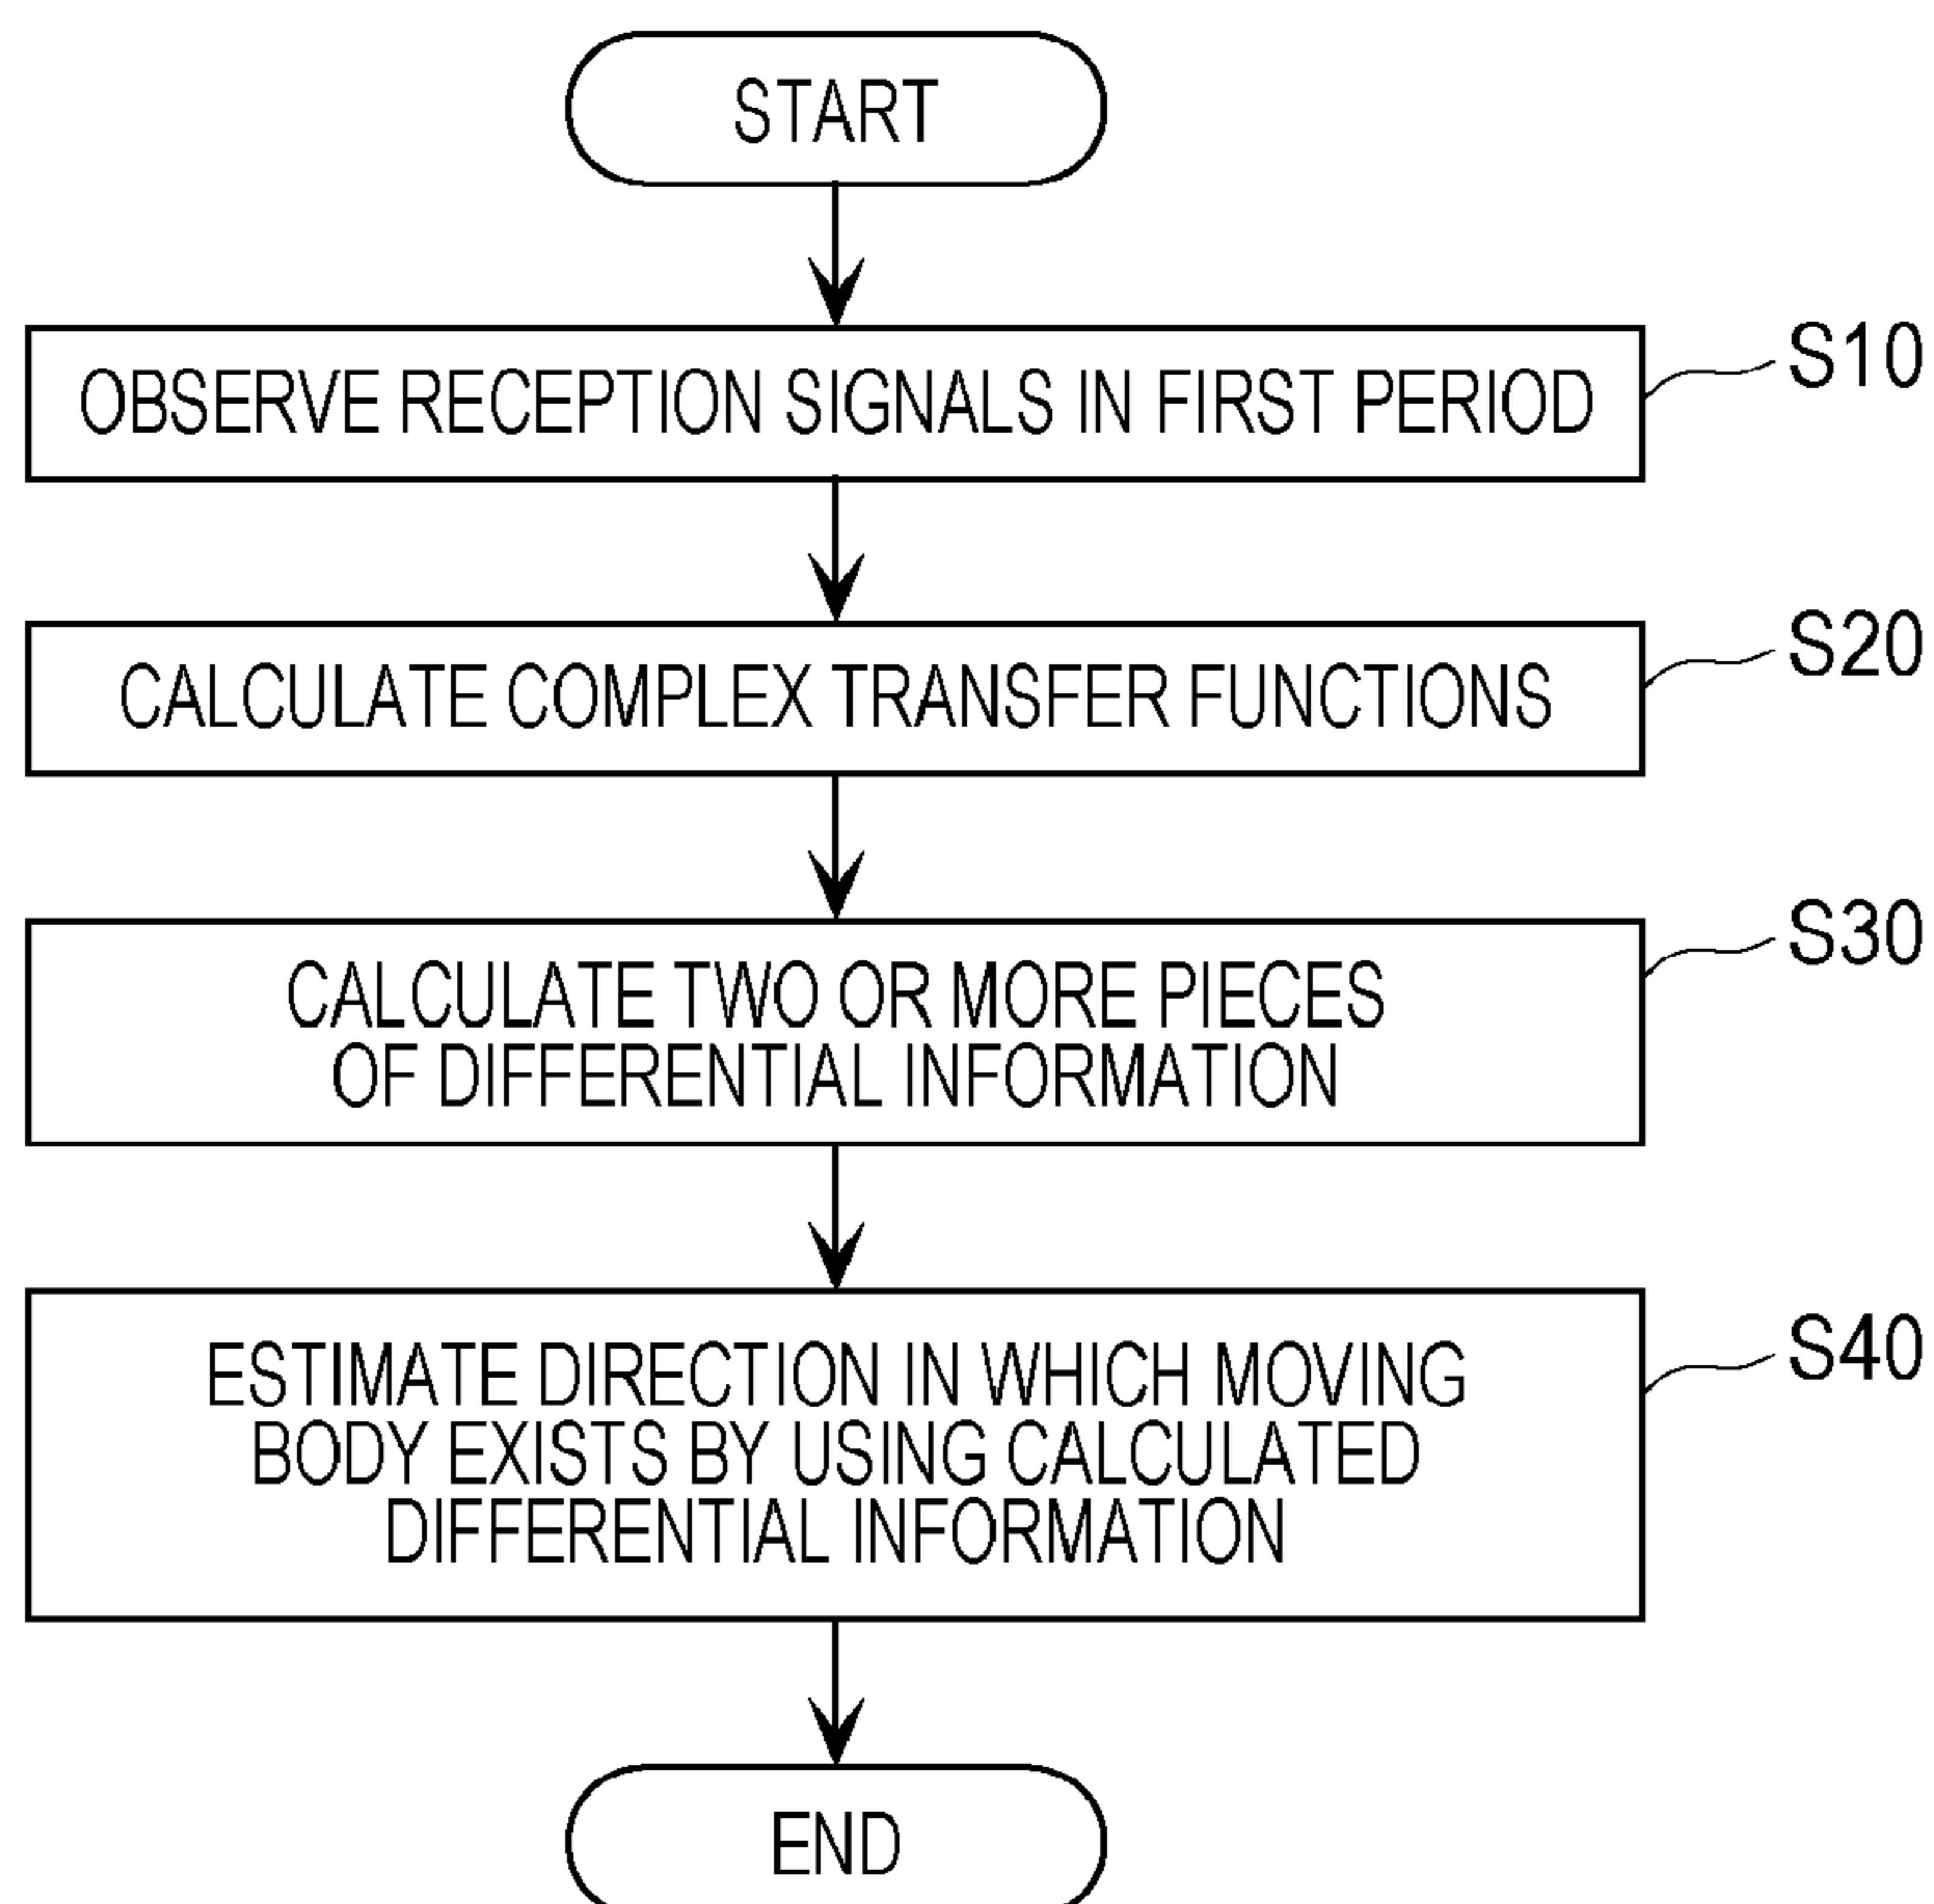 START
OBSERVE RECEPTION SIGNALS IN FIRST PERIOD
S10
CALCULATE COMPLEX TRANSFER FUNCTIONS
S20
CALCULATE TWO OR MORE PIECES
OF DIFFERENTIAL INFORMATION
S30
ESTIMATE DIRECTION IN WHICH MOVING
BODY EXISTS BY USING CALCULATED
DIFFERENTIAL INFORMATION
S40
END